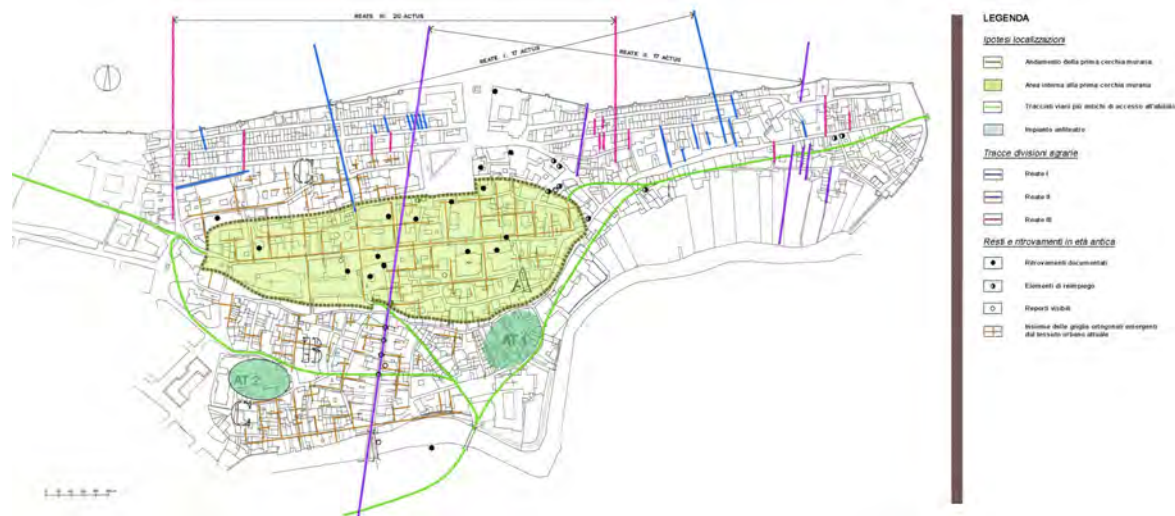 REATE III: 20 ACTUS
REATE I: 17 ACTUS
REATE II: 17 ACTUS
C
A
B
AT 1
AT 2
C
LEGENDA
Ipotesi localizzazioni
Andamento della prima cerchia muraria
Area interna alla prima cerchia muraria
Tracciati viari più antichi di accesso all'abitato
Impianto anfiteatro
Tracce divisioni agrarie
Reate I
Reate II
Reate III
Resti e ritrovamenti in età antica
Ritrovamenti documentati
Elementi di reimpiego
Reperti visibili
Insieme delle griglie ortogonali emergenti
dal tessuto urbano attuale